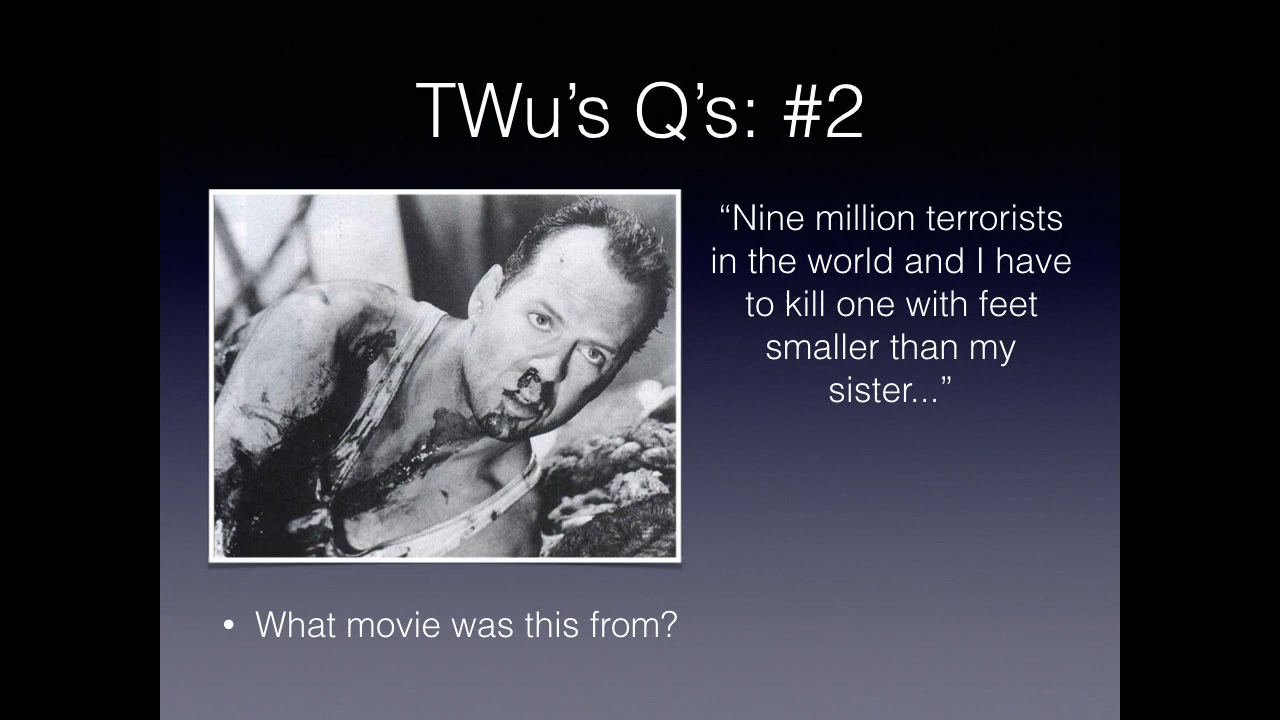 TWu’s Q’s: #2
“Nine million terrorists
in the world and I have
to kill one with feet
smaller than my
sister...”
• What movie was this from?